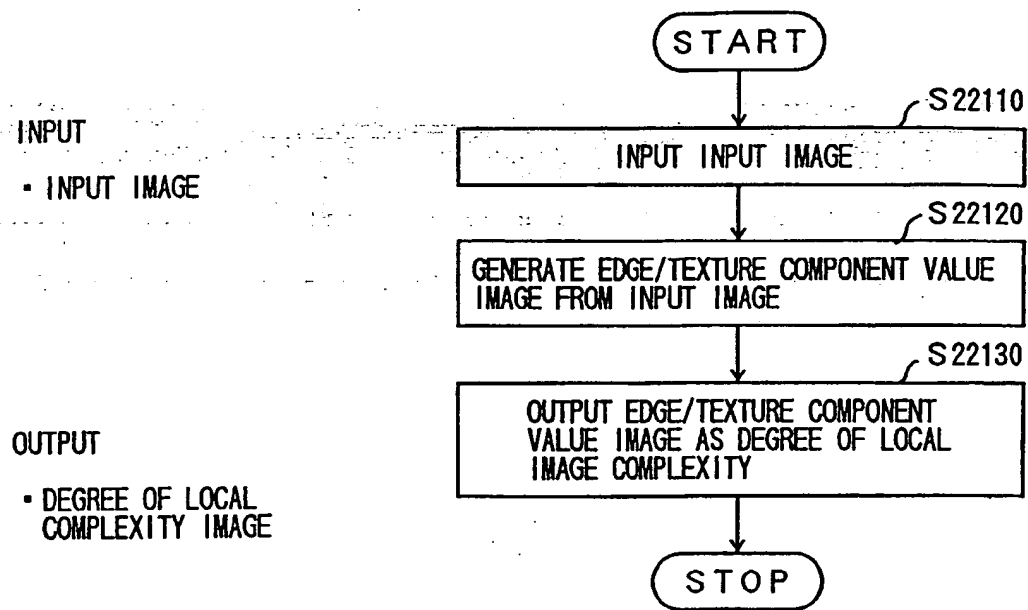 START
S22110
INPUT
INPUT INPUT IMAGE
▪ INPUT IMAGE
S22120
GENERATE EDGE/TEXTURE COMPONENT VALUE
IMAGE FROM INPUT IMAGE
S22130
OUTPUT EDGE/TEXTURE COMPONENT
VALUE IMAGE AS DEGREE OF LOCAL
IMAGE COMPLEXITY
OUTPUT
▪ DEGREE OF LOCAL
COMPLEXITY IMAGE
STOP